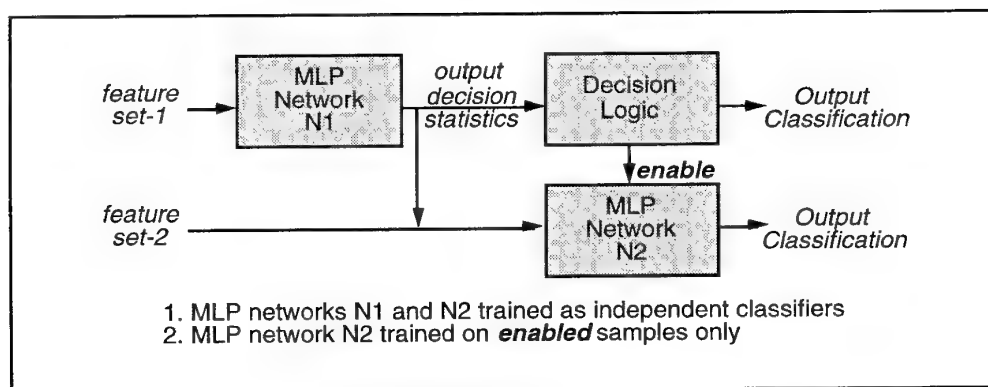 feature
set-1
MLP
Network
N1
output
decision
statistics
Decision
Logic
Output
Classification
enable
feature
set-2
MLP
Network
N2
Output
Classification
1. MLP networks N1 and N2 trained as independent classifiers
2. MLP network N2 trained on enabled samples only